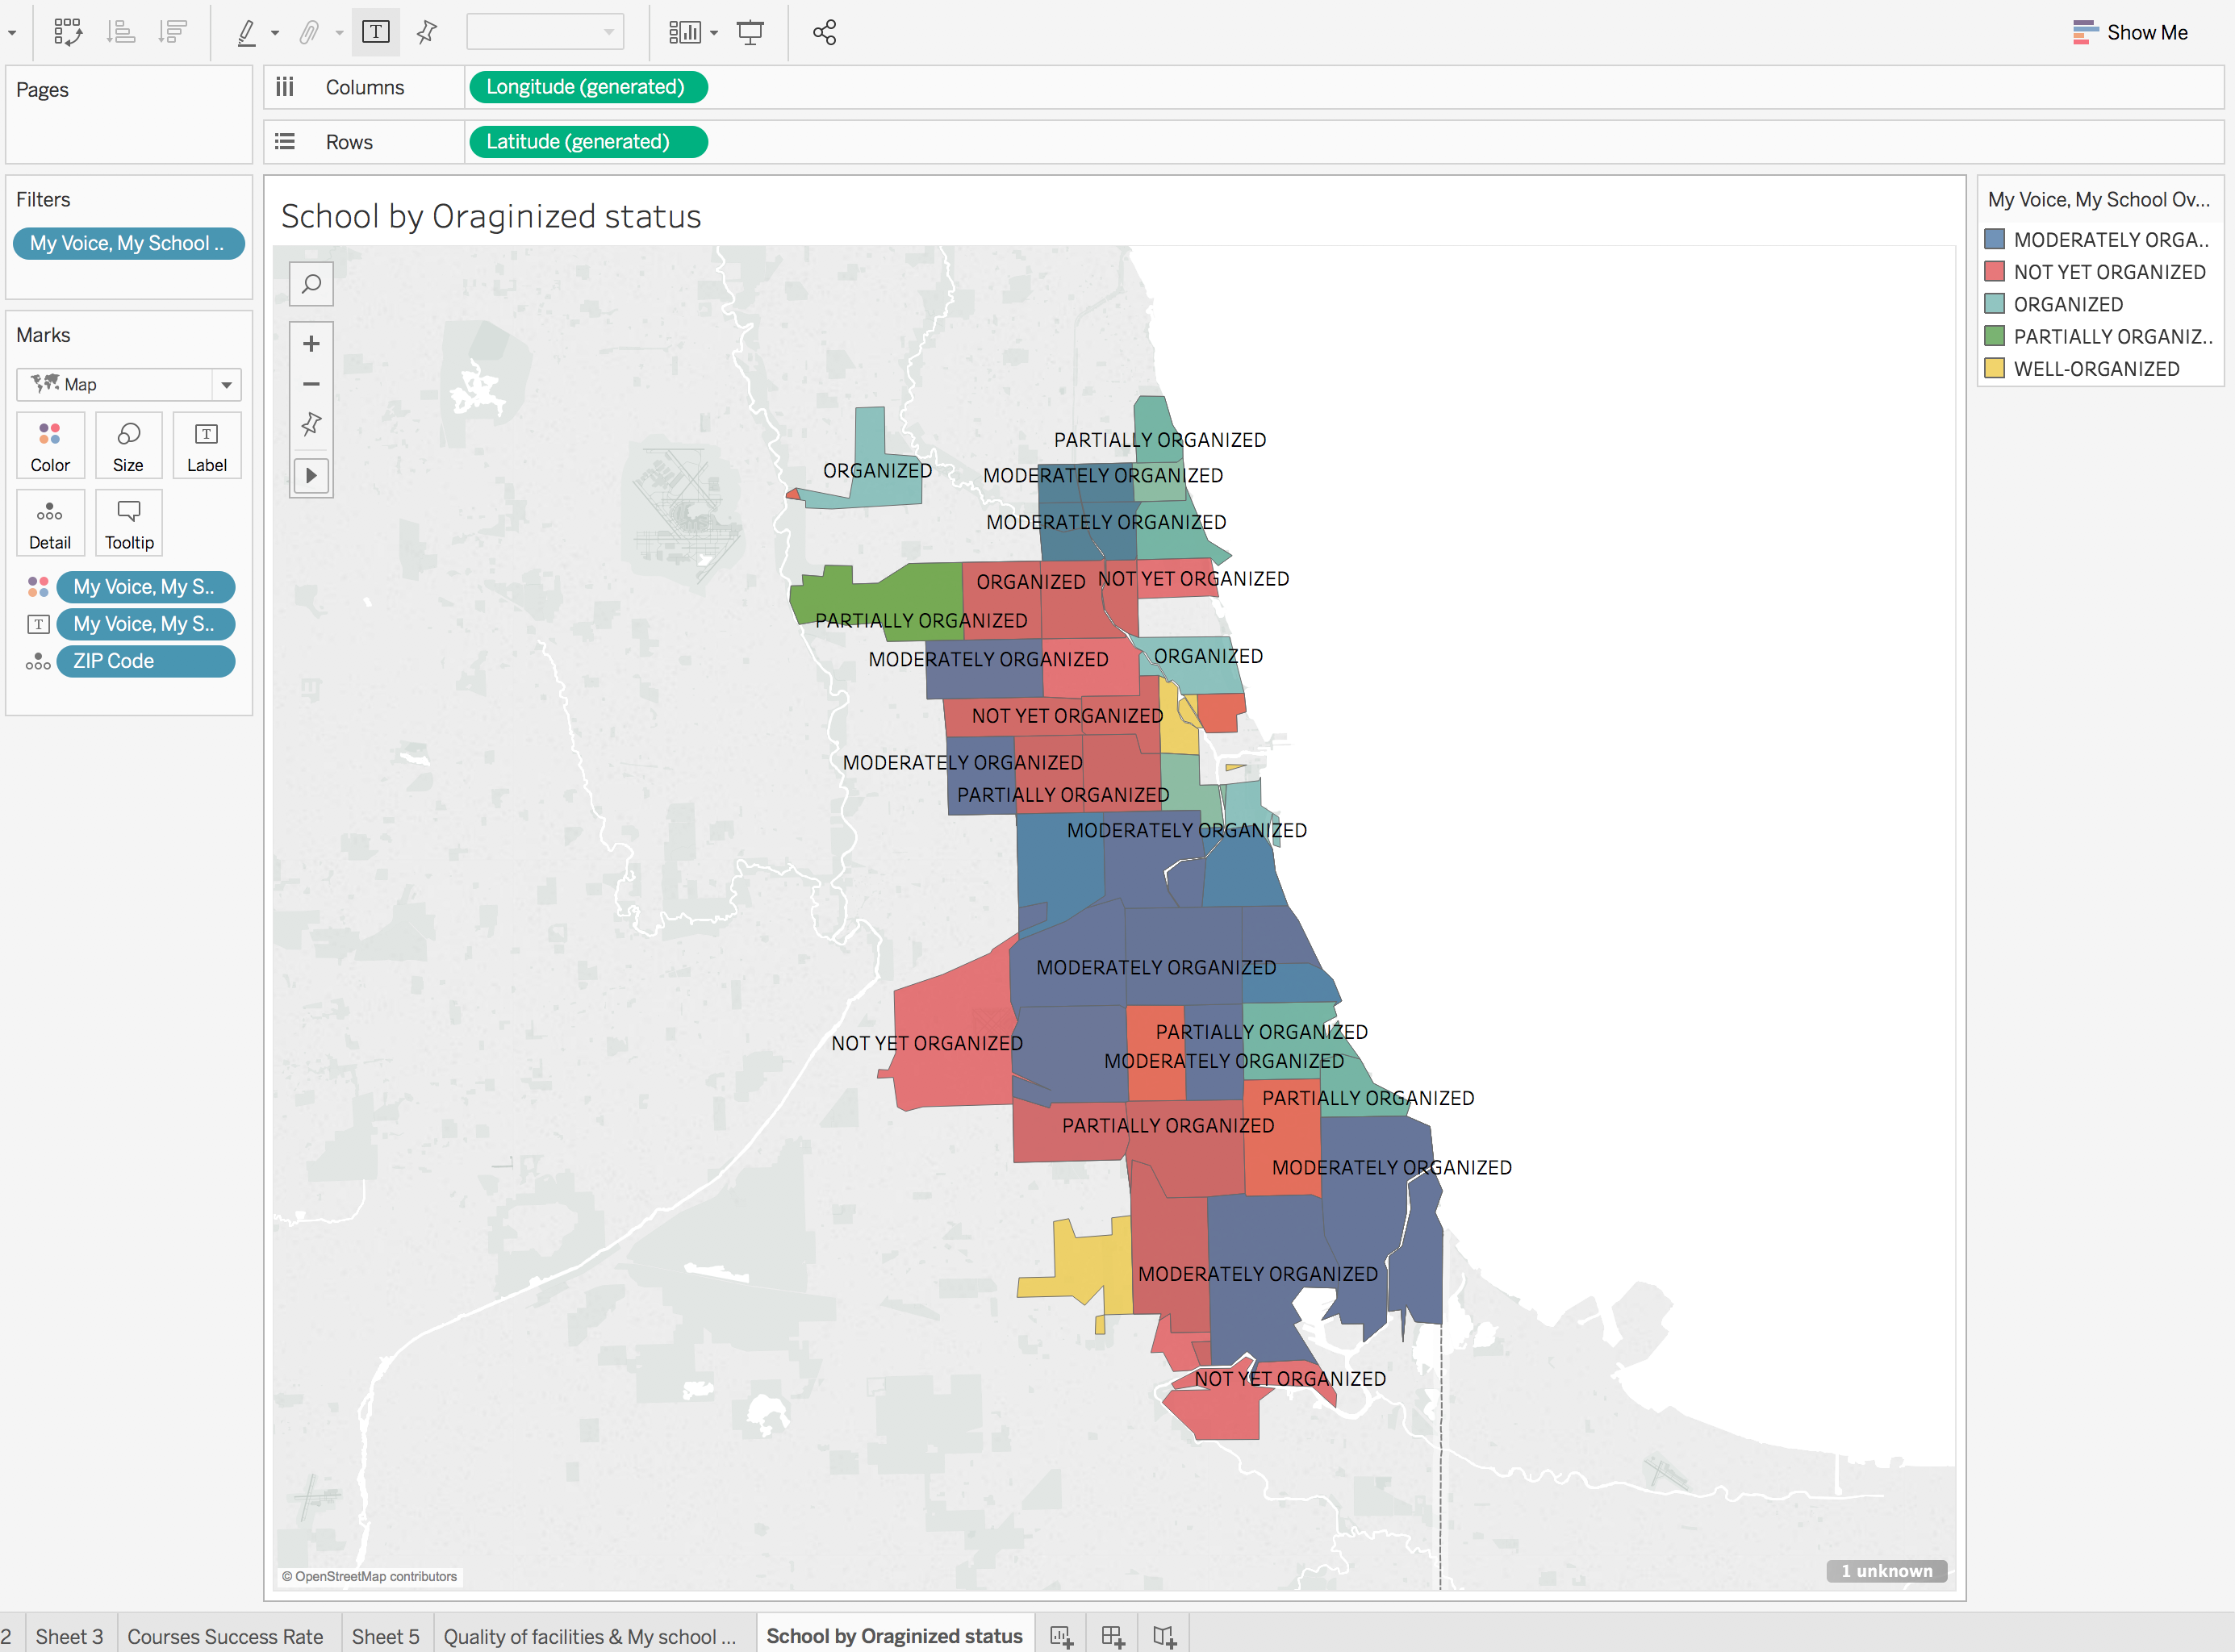 Show Me
Pages
Columns
Longitude (generated)
Rows
Latitude (generated)
Filters
My Voice, My School ..
Marks
Map
Color
Size
Label
Detail
Tooltip
My Voice, My S..
My Voice, My S..
ZIP Code
School by Oraginized status
PARTIALLY ORGANIZED
ORGANIZED
MODERATELY ORGANIZED
MODERATELY ORGANIZED
ORGANIZED
NOT YET ORGANIZED
PARTIALLY ORGANIZED
MODERATELY ORGANIZED
ORGANIZED
NOT YET ORGANIZED
MODERATELY ORGANIZED
PARTIALLY ORGANIZED
MODERATELY ORGANIZED
MODERATELY ORGANIZED
PARTIALLY ORGANIZED
NOT YET ORGANIZED
MODERATELY ORGANIZED
PARTIALLY ORGANIZED
PARTIALLY ORGANIZED
MODERATELY ORGANIZED
MODERATELY ORGANIZED
NOT YET ORGANIZED
© OpenStreetMap contributors
1 unknown
My Voice, My School Ov...
MODERATELY ORGA..
NOT YET ORGANIZED
ORGANIZED
PARTIALLY ORGANIZ..
WELL-ORGANIZED
2
Sheet 3
Courses Success Rate
Sheet 5
Quality of facilities & My school ...
School by Oraginized status